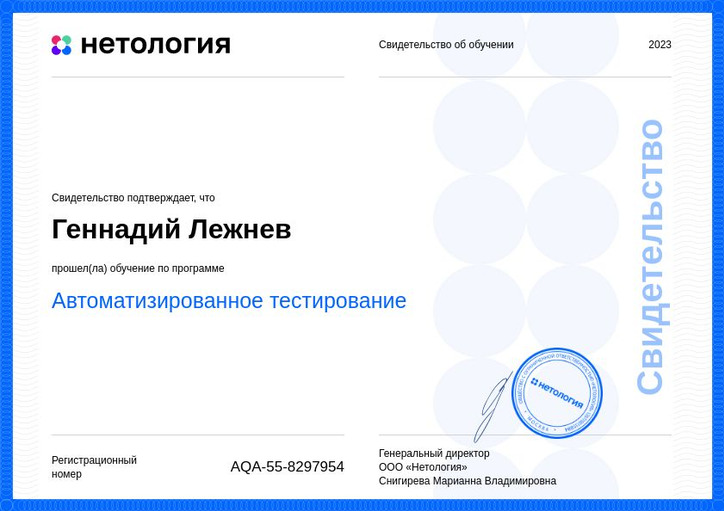 нетология
Свидетельство об обучении
2023
Свидетельство
Свидетельство подтверждает, что
Геннадий Лежнев
прошел(ла) обучение по программе
Автоматизированное тестирование
нетология
МОСКВА
Регистрационный
номер
AQA-55-8297954
Генеральный директор
ООО «Нетология»
Снигирева Марианна Владимировна